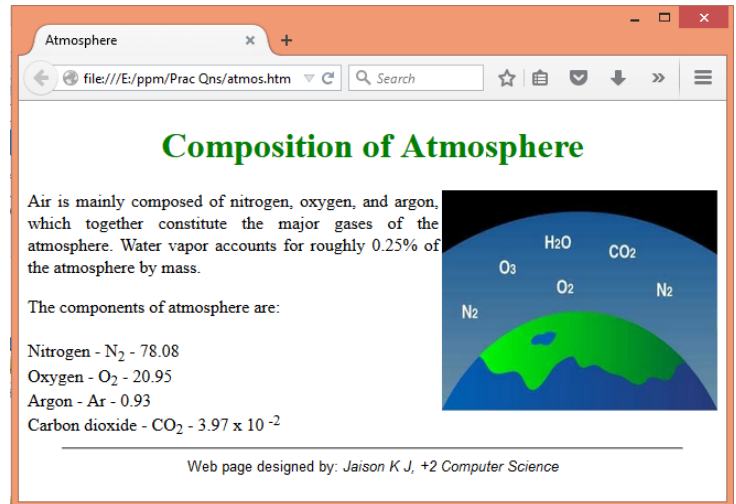 Atmosphere
file:///E:/ppm/Prac Qns/atmos.htm
Search
Composition of Atmosphere
Air is mainly composed of nitrogen, oxygen, and argon,
which together constitute the major gases of the
atmosphere. Water vapor accounts for roughly 0.25% of
the atmosphere by mass.
The components of atmosphere are:
Nitrogen - N₂ - 78.08
Oxygen - O₂ - 20.95
Argon - Ar - 0.93
Carbon dioxide - CO₂ - 3.97 x 10 ⁻²
H₂O
CO₂
O₃
O₂
N₂
N₂
Web page designed by: Jaison K J, +2 Computer Science